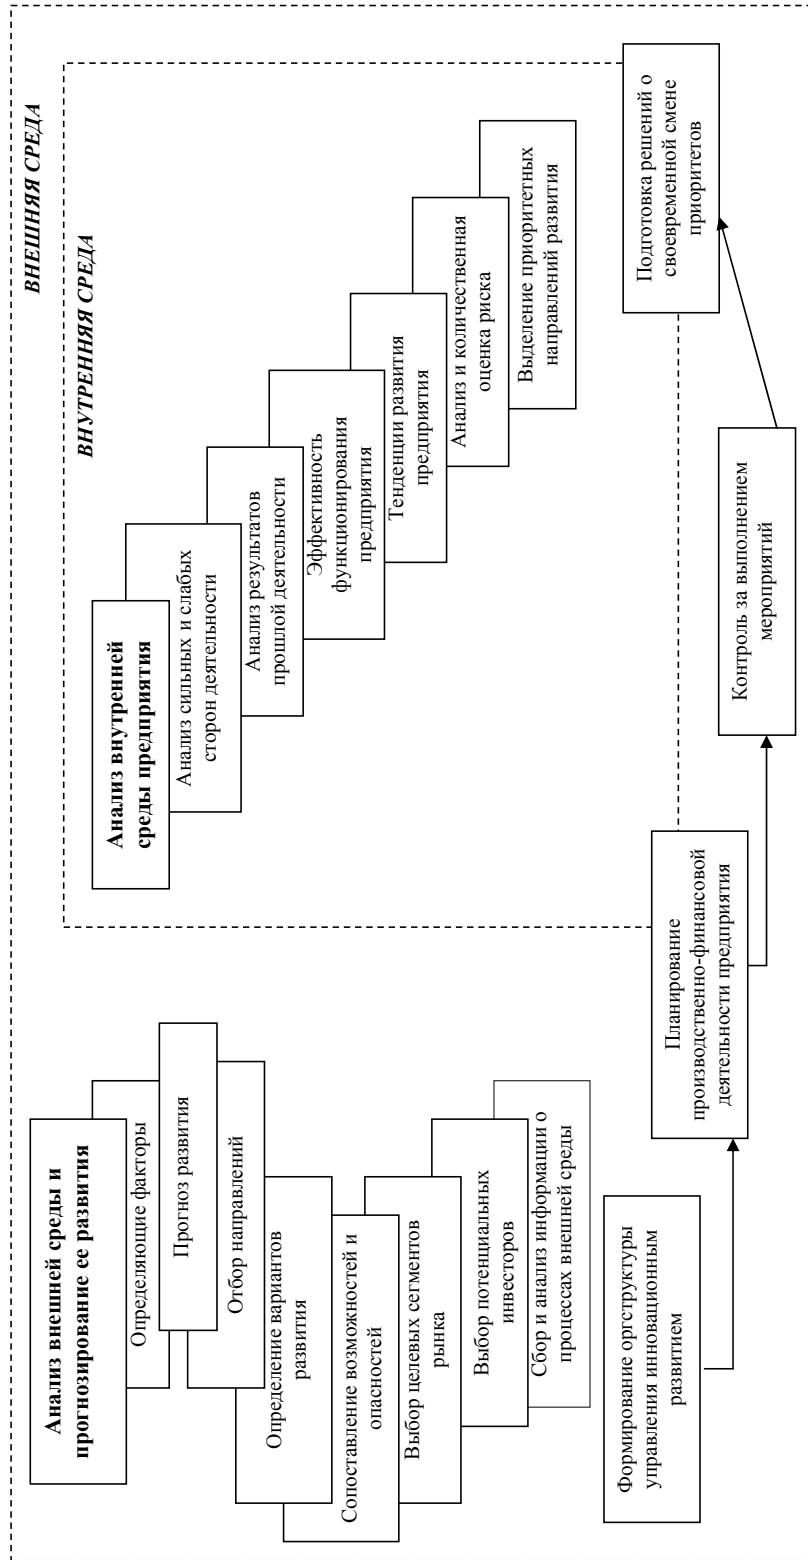 ВНЕШНЯЯ СРЕДА
ВНУТРЕННЯЯ СРЕДА
Анализ внешней среды и
прогнозирование ее развития
Определяющие факторы
Прогноз развития
Отбор направлений
Определение вариантов
развития
Сопоставление возможностей и
опасностей
Выбор целевых сегментов
рынка
Выбор потенциальных
инвесторов
Сбор и анализ информации о
процессах внешней среды
Анализ внутренней
среды предприятия
Анализ сильных и слабых
сторон деятельности
Анализ результатов
прошлой деятельности
Эффективность
функционирования
предприятия
Тенденции развития
предприятия
Анализ и количественная
оценка риска
Выделение приоритетных
направлений развития
Формирование оргструктуры
управления инновационным
развитием
Планирование
производственно-финансовой
деятельности предприятия
Контроль за выполнением
мероприятий
Подготовка решений о
своевременной смене
приоритетов